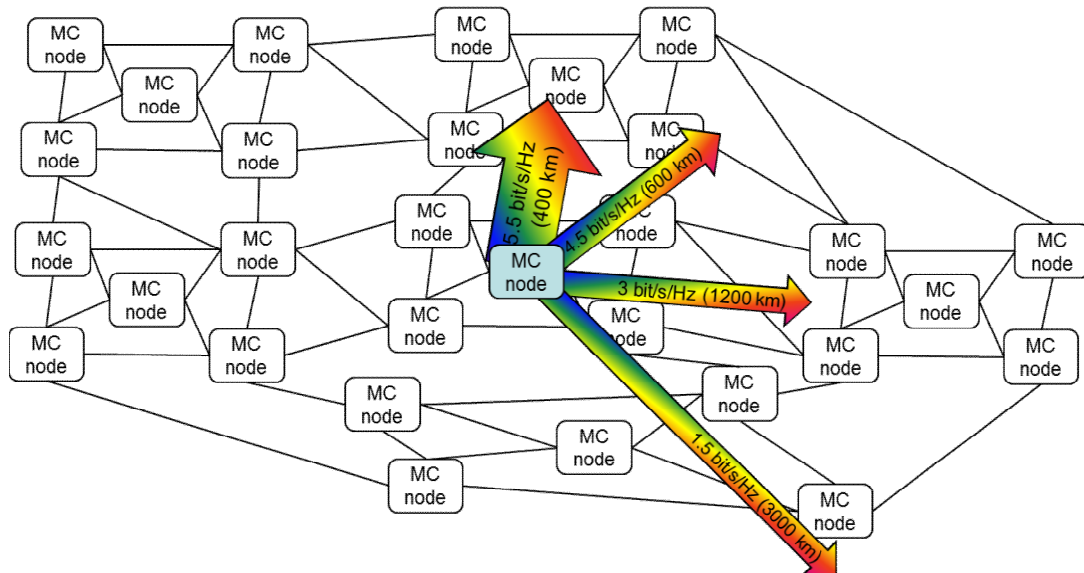 MC
node
MC
node
MC
node
MC
node
MC
node
MC
node
MC
node
MC
node
MC
node
MC
node
5.5 bit/s/Hz
(400 km)
4.5 bit/s/Hz (600 km)
MC
node
MC
node
MC
node
MC
node
MC
node
MC
node
MC
node
MC
node
3 bit/s/Hz (1200 km)
MC
node
MC
node
MC
node
MC
node
MC
node
MC
node
MC
node
MC
node
MC
node
MC
node
1.5 bit/s/Hz (3000 km)
MC
node
MC
node